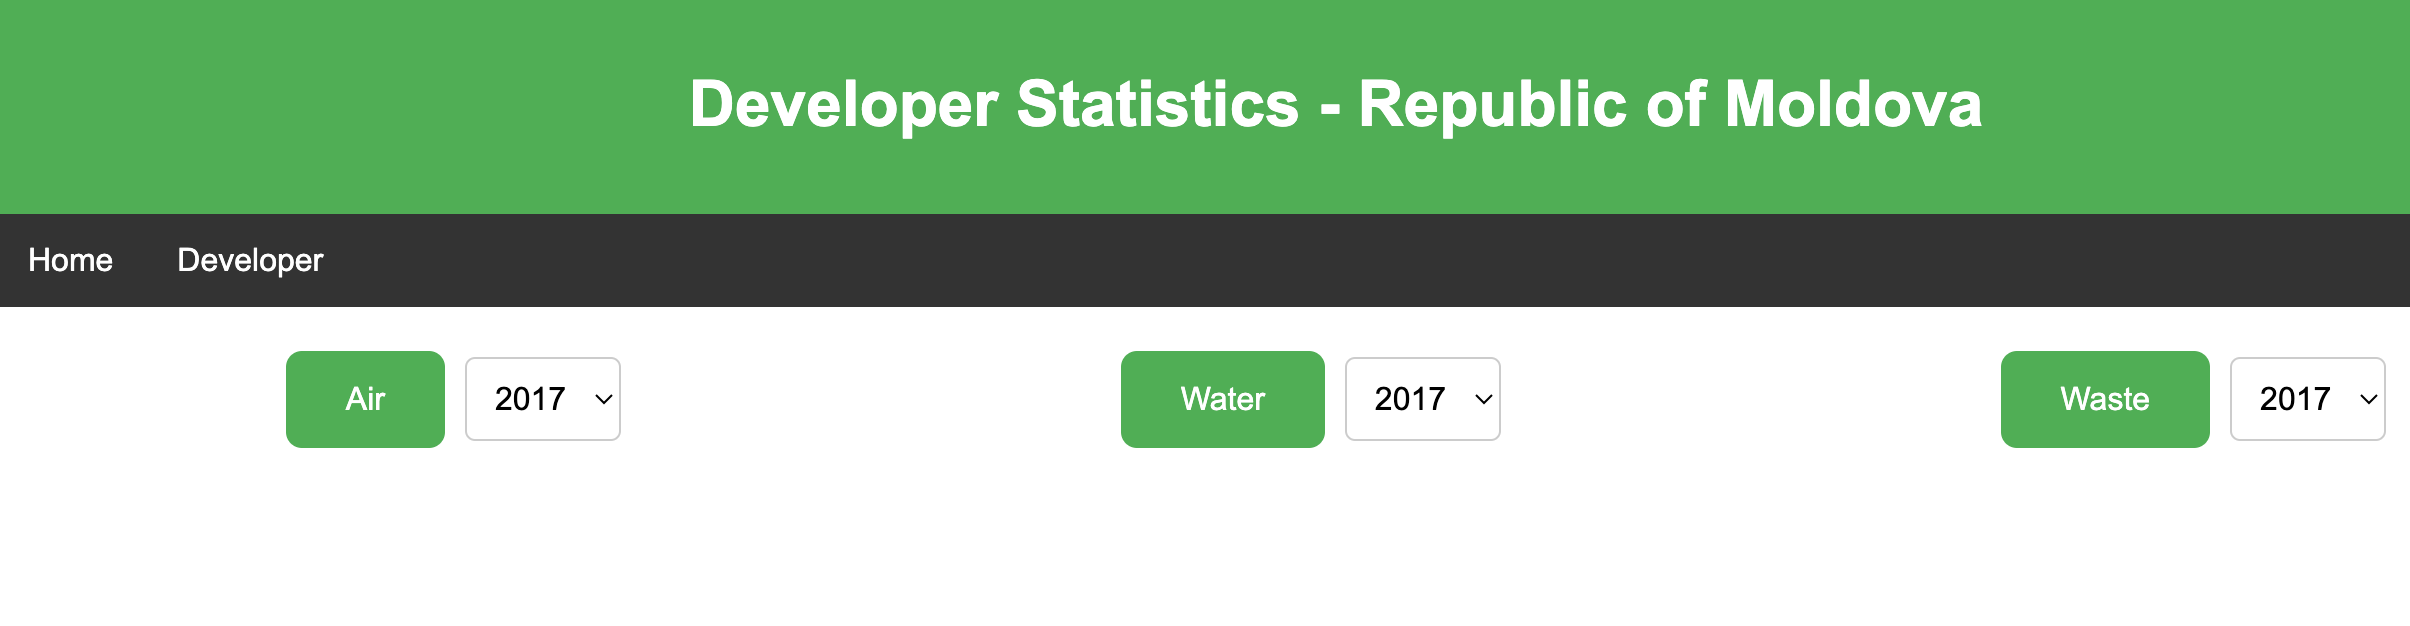 Developer Statistics - Republic of Moldova
Home Developer
Air 2017 Water 2017 Waste 2017